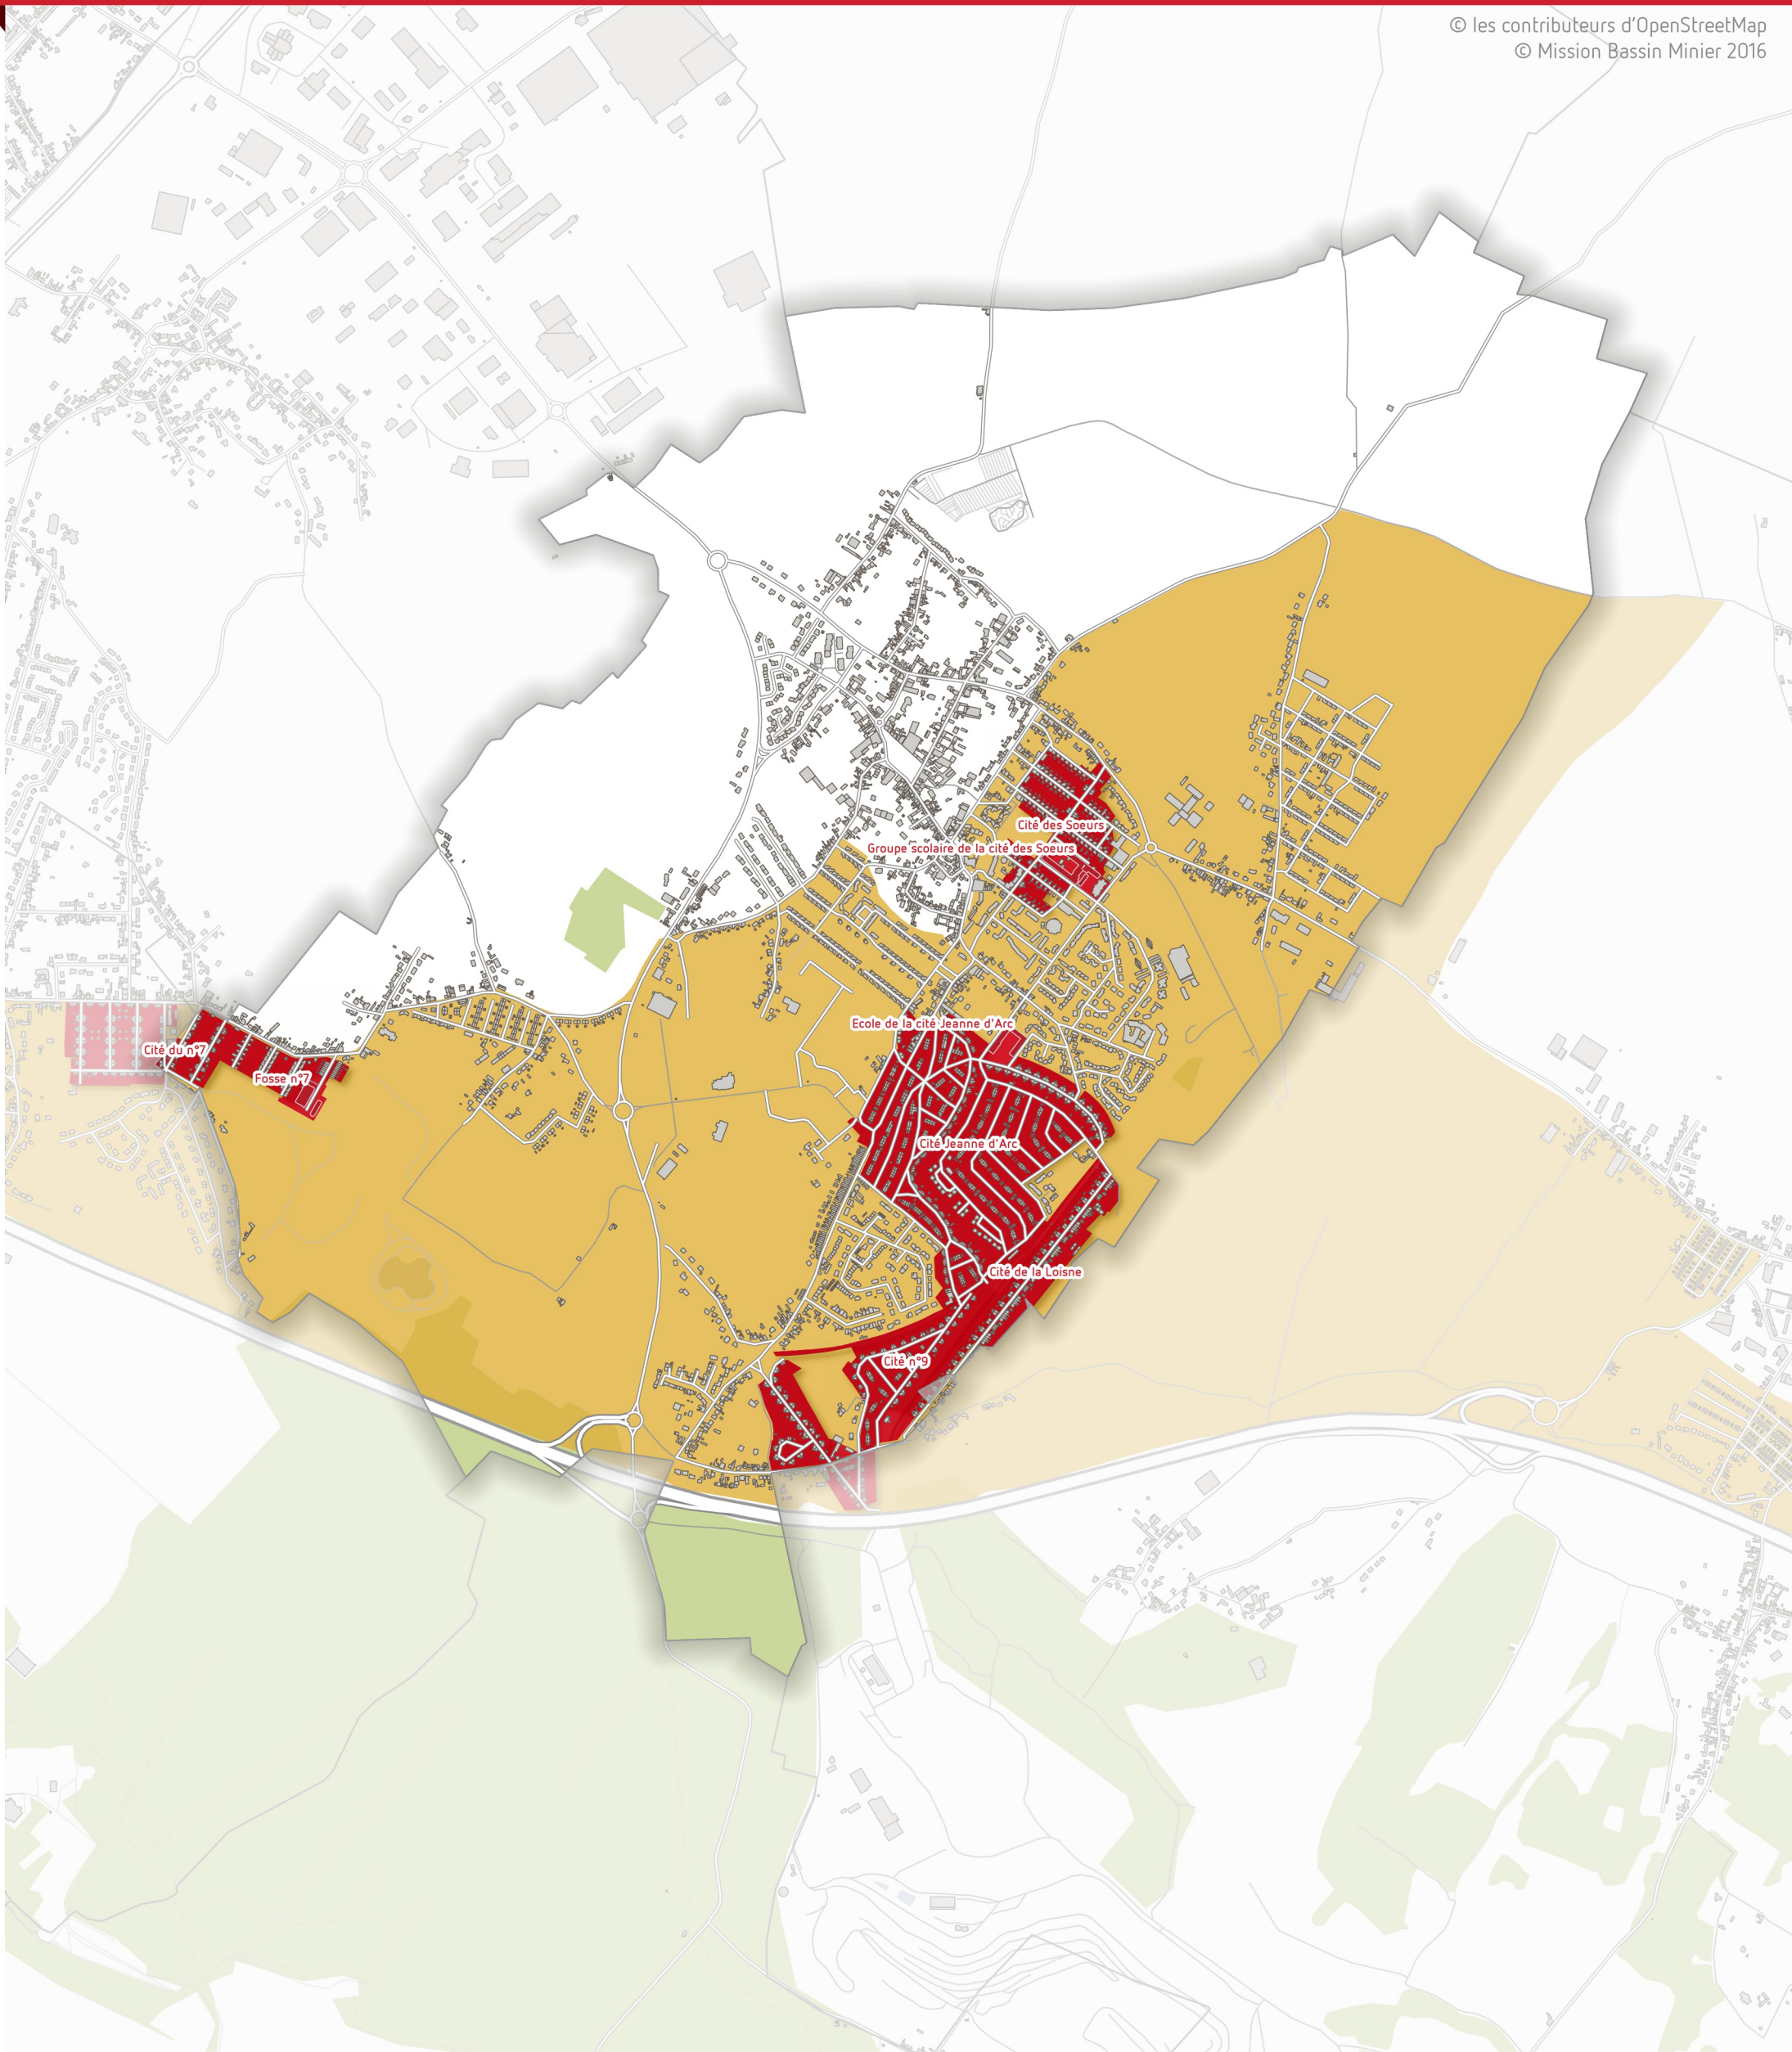 © les contributeurs d'OpenStreetMap
© Mission Bassin Minier 2016
Cité des Soeurs
Groupe scolaire de la cité des Soeurs
Ecole de la cité Jeanne d'Arc
Cité du n°7
Fosse n°7
Cité Jeanne d'Arc
Cité de la Loisne
Cité n°9